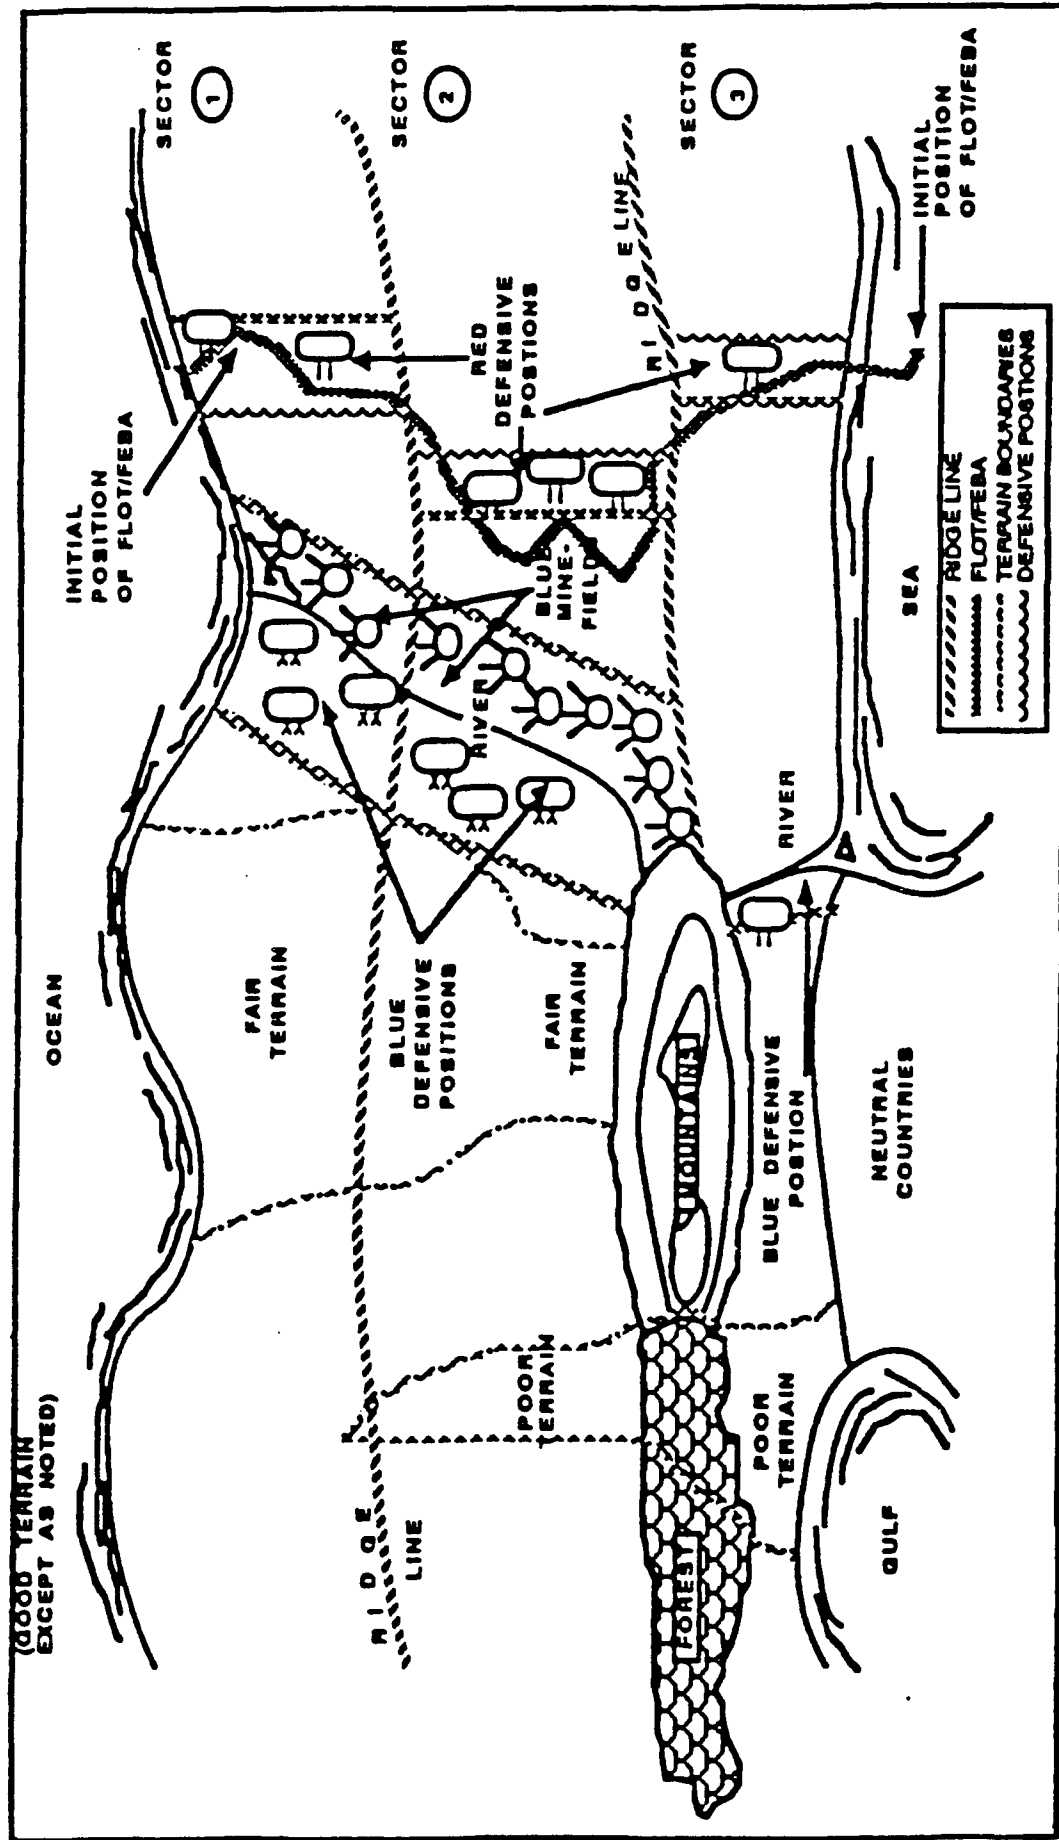 (GOOD TERRAIN
EXCEPT AS NOTED)
OCEAN
INITIAL
POSITION
OF FLOT/FEBA
SECTOR
1
FAIR
TERRAIN
RIDGE
LINE
BLUE
DEFENSIVE
POSITIONS
SECTOR
2
RIVER
RED
DEFENSIVE
POSTIONS
POOR
TERRAIN
FAIR
TERRAIN
BLUE
MINE-
FIELD
RIDGE LINE
FOREST
MOUNTAINS
SECTOR
3
POOR
TERRAIN
BLUE DEFENSIVE
POSTION
RIVER
GULF
NEUTRAL
COUNTRIES
SEA
INITIAL
POSITION
OF FLOT/FEBA
RIDGE LINE
FLOT/FEBA
TERRAIN BOUNDARIES
DEFENSIVE POSITIONS